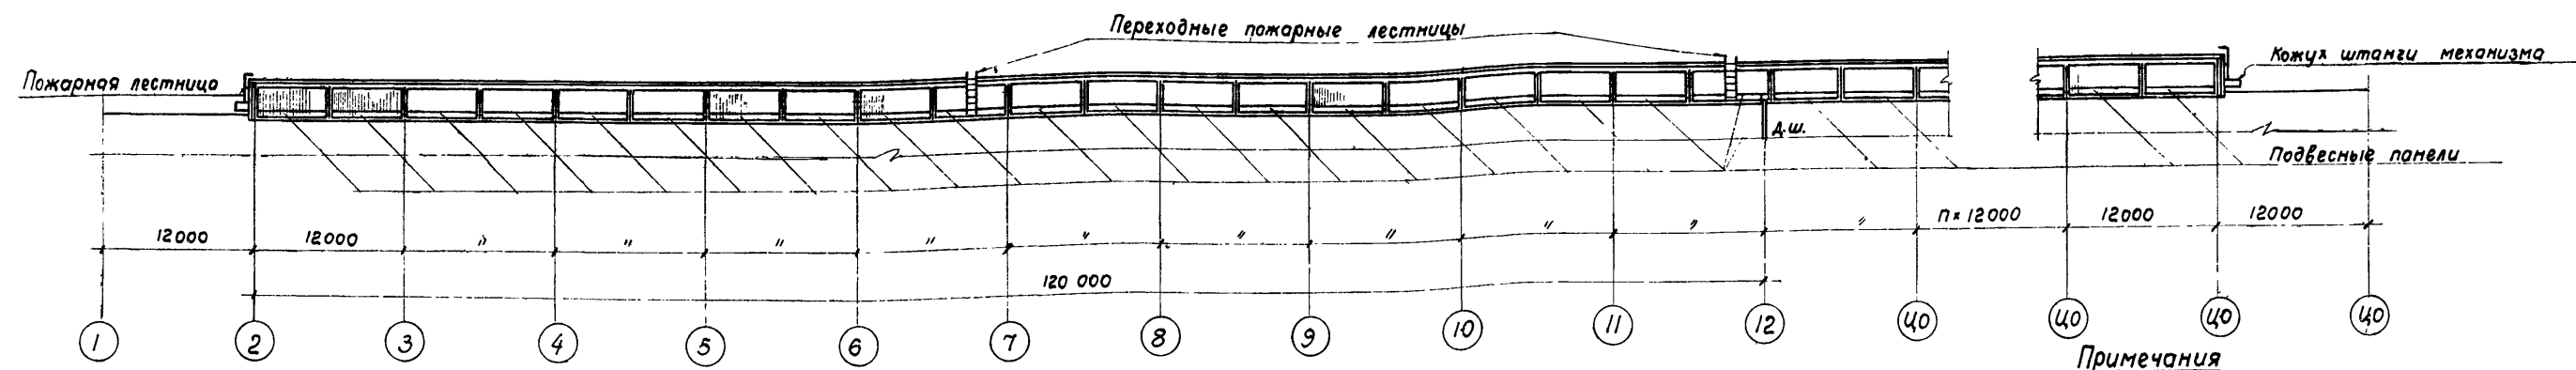 Переходные пожарные лестницы
Пожарная лестница
Кожух штанги механизма
Д.Ш.
Подвесные панели
12000 12000 〃 〃 〃 〃 〃 〃 〃 〃 〃 〃 п×12000 12000 12000
120 000
1 2 3 4 5 6 7 8 9 10 11 12 ЦО ЦО ЦО ЦО
Примечания